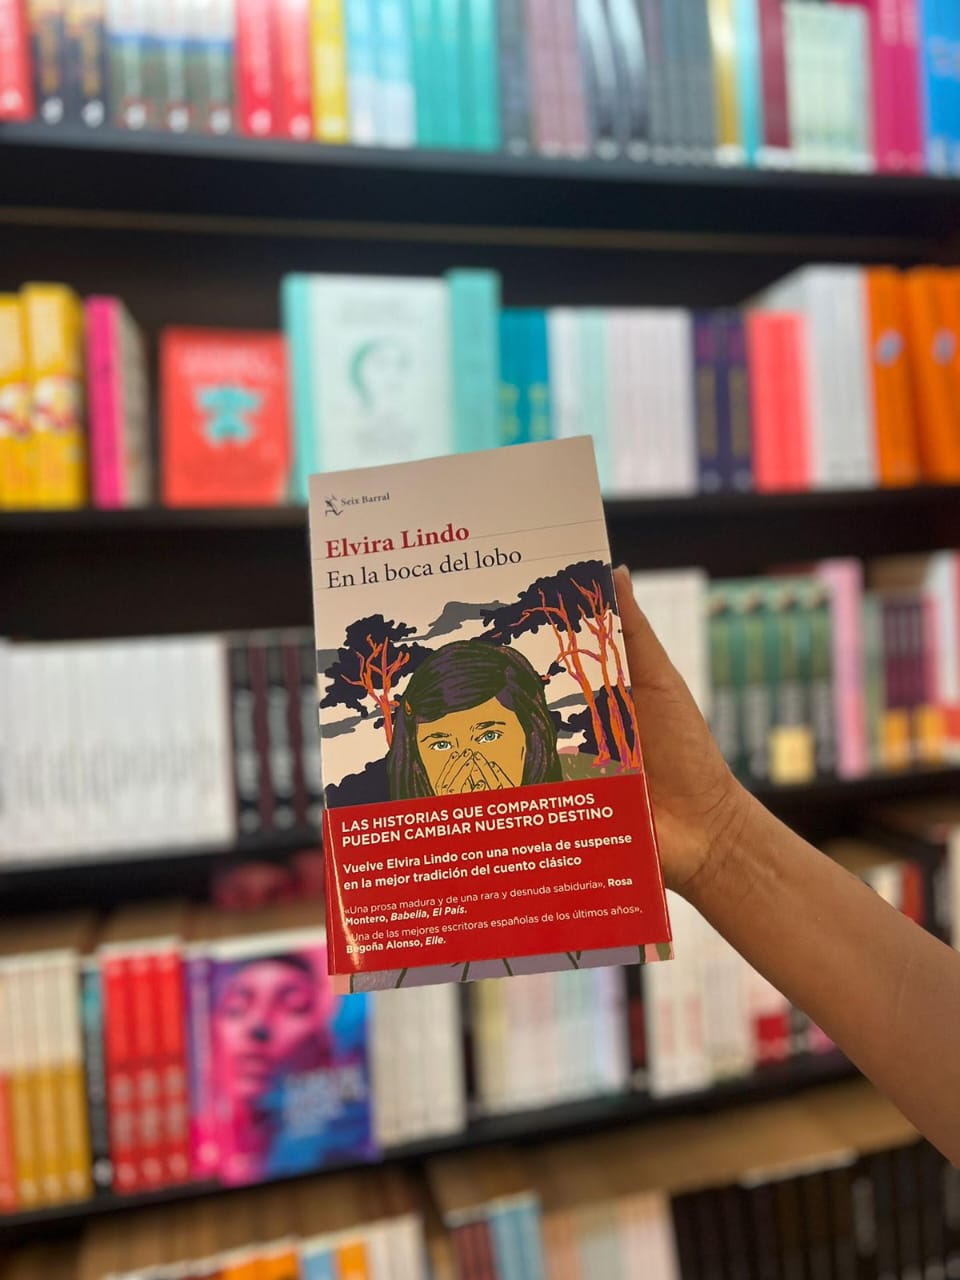 Seix Barral
Elvira Lindo
En la boca del lobo
LAS HISTORIAS QUE COMPARTIMOS
PUEDEN CAMBIAR NUESTRO DESTINO
Vuelve Elvira Lindo con una novela de suspense
en la mejor tradición del cuento clásico
«Una prosa madura y de una rara y desnuda sabiduría», Rosa
Montero, Babelia, El País.
«Una de las mejores escritoras españolas de los últimos años»,
Begoña Alonso, Elle.